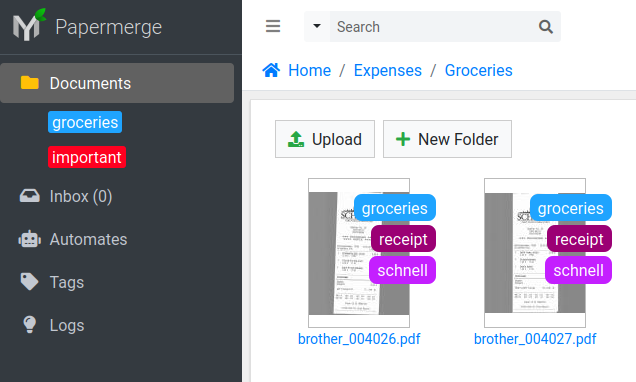 Papermerge
Documents
groceries
important
Inbox (0)
Automates
Tags
Logs
Search
Home / Expenses / Groceries
Upload
New Folder
groceries
receipt
schnell
brother_004026.pdf
groceries
receipt
schnell
brother_004027.pdf